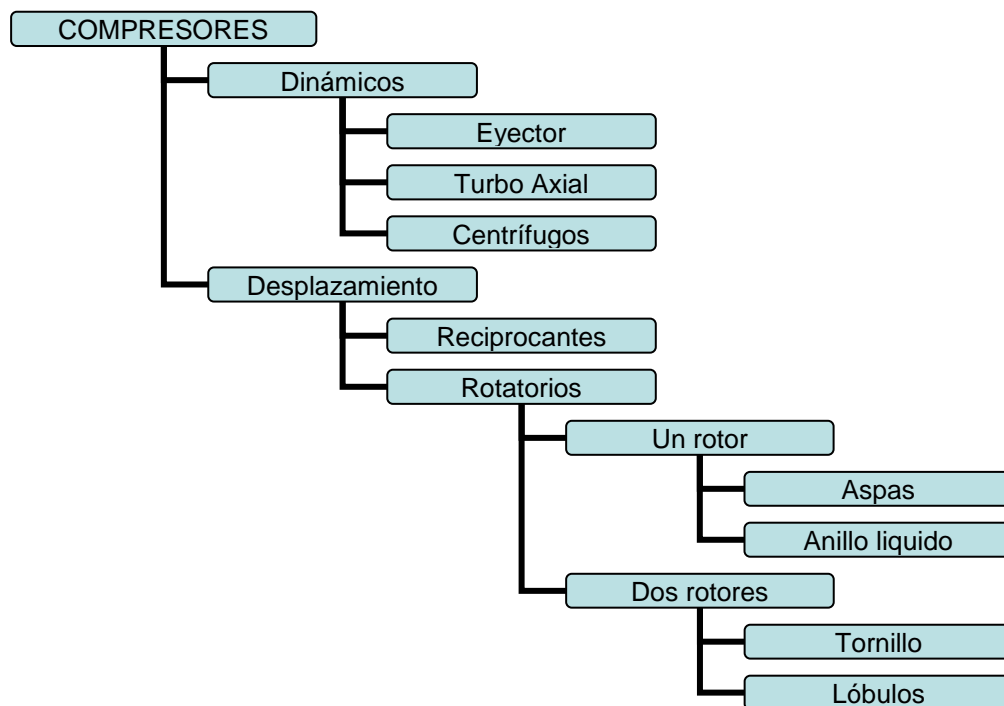 COMPRESORES
Dinámicos
Eyector
Turbo Axial
Centrífugos
Desplazamiento
Reciprocantes
Rotatorios
Un rotor
Aspas
Anillo liquido
Dos rotores
Tornillo
Lóbulos